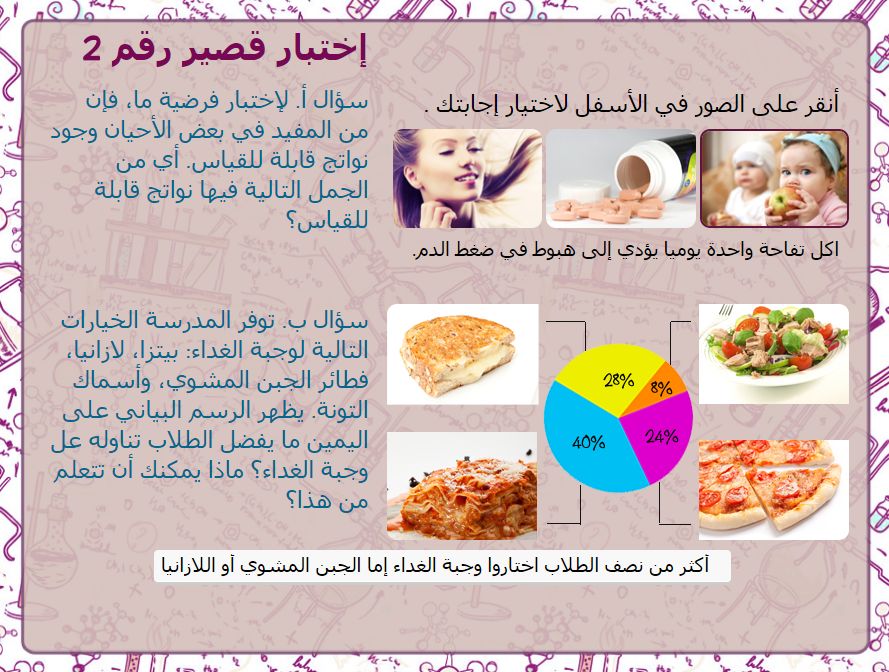 إختبار قصير رقم 2
سؤال أ. لإختبار فرضية ما، فإن
من المفيد في بعض الأحيان وجود
نواتج قابلة للقياس. أي من
الجمل التالية فيها نواتج قابلة
للقياس؟
أنقر على الصور في الأسفل لاختيار إجابتك .
اكل تفاحة واحدة يوميا يؤدي إلى هبوط في ضغط الدم.
سؤال ب. توفر المدرسة الخيارات
التالية لوجبة الغداء: بيتزا، لازانيا،
فطائر الجبن المشوي، وأسماك
التونة. يظهر الرسم البياني على
اليمين ما يفضل الطلاب تناوله عل
وجبة الغداء؟ ماذا يمكنك أن تتعلم
من هذا؟
28%
8%
40%
24%
أكثر من نصف الطلاب اختاروا وجبة الغداء إما الجبن المشوي أو اللازانيا